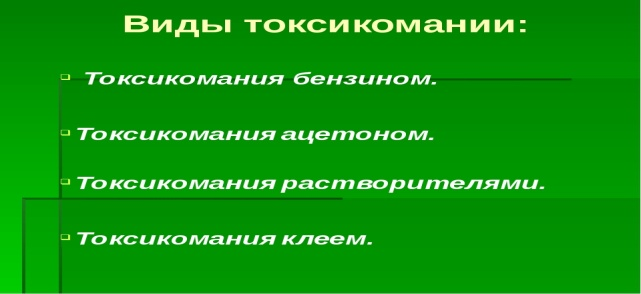 Виды токсикомании:
Токсикомания бензином.
Токсикомания ацетоном.
Токсикомания растворителями.
Токсикомания клеем.